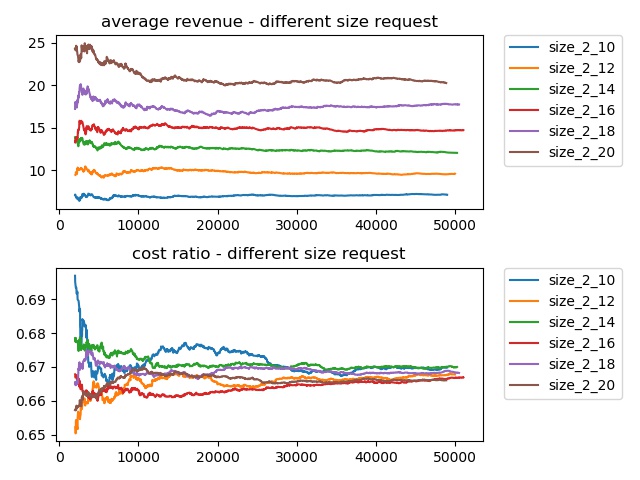 average revenue - different size request
25
20
15
10
0
10000
20000
30000
40000
50000
size_2_10
size_2_12
size_2_14
size_2_16
size_2_18
size_2_20
cost ratio - different size request
0.69
0.68
0.67
0.66
0.65
0
10000
20000
30000
40000
50000
size_2_10
size_2_12
size_2_14
size_2_16
size_2_18
size_2_20